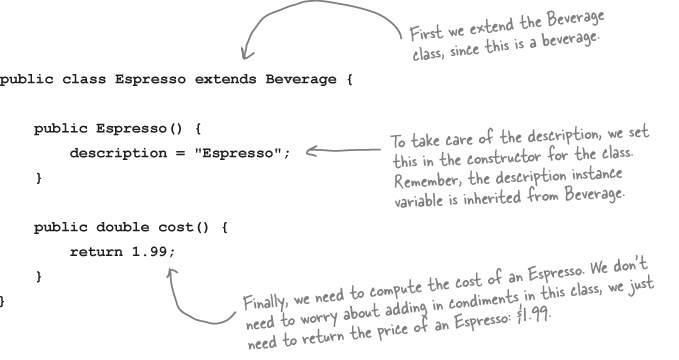 First we extend the Beverage
class, since this is a beverage.
public class Espresso extends Beverage {
public Espresso() {
description = "Espresso";
}
To take care of the description, we set
this in the constructor for the class.
Remember, the description instance
variable is inherited from Beverage.
public double cost() {
return 1.99;
}
}
Finally, we need to compute the cost of an Espresso. We don't
need to worry about adding in condiments in this class, we just
need to return the price of an Espresso: $1.99.